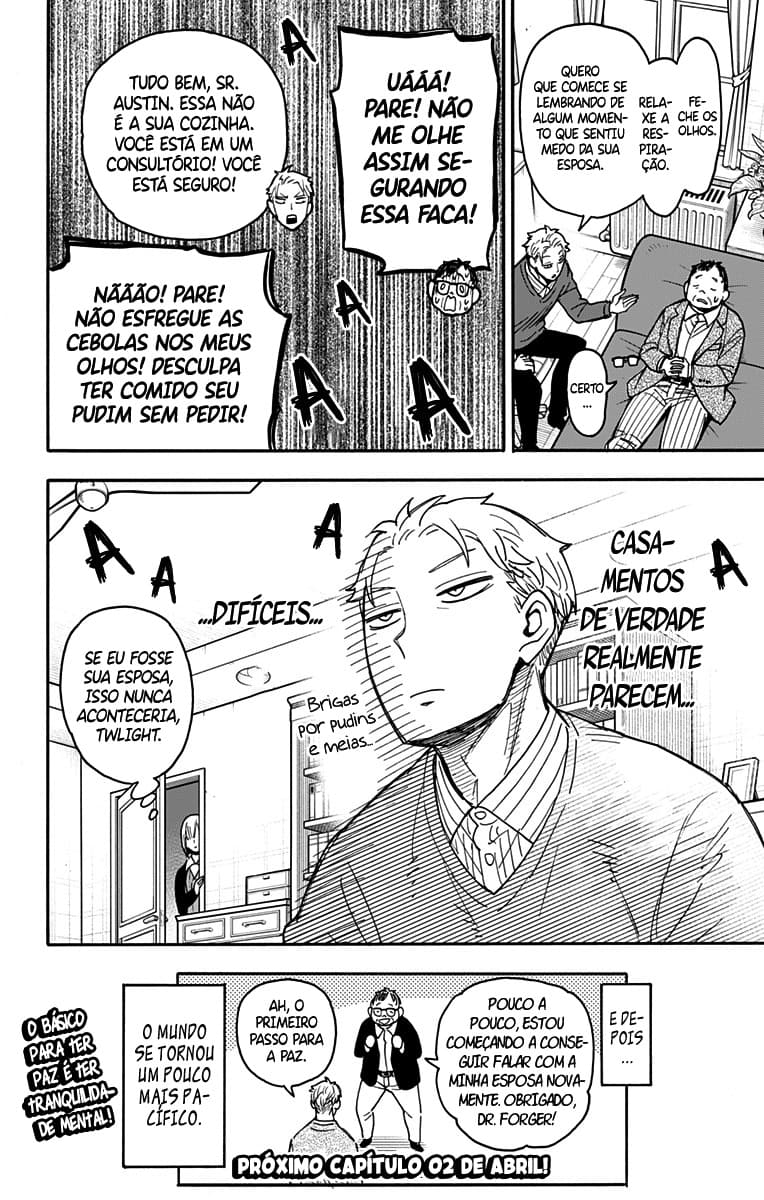 FE-
CHE OS
OLHOS.
RELA-
XE A
RES-
PIRA-
ÇÃO.
QUERO
QUE COMECE SE
LEMBRANDO DE
ALGUM MOMEN-
TO QUE SENTIU
MEDO DA SUA
ESPOSA.
CERTO
...
UÁÁÁ!
PARE! NÃO
ME OLHE
ASSIM SE-
GURANDO
ESSA FACA!
TUDO BEM, SR.
AUSTIN. ESSA NÃO
É A SUA COZINHA.
VOCÊ ESTÁ EM UM
CONSULTÓRIO! VOCÊ
ESTÁ SEGURO!
NÃÃÃO! PARE!
NÃO ESFREGUE AS
CEBOLAS NOS MEUS
OLHOS! DESCULPA
TER COMIDO SEU
PUDIM SEM PEDIR!
A
A
A
A
A
CASA-
MENTOS
DE VERDADE
REALMENTE
PARECEM...
...DIFÍCEIS...
Brigas
por pudins
e meias...
A
A
A
A
A
SE EU FOSSE
SUA ESPOSA,
ISSO NUNCA
ACONTECERIA,
TWLIGHT.
E DE-
POIS
...
POUCO A
POUCO, ESTOU
COMEÇANDO A CONSE-
GUIR FALAR COM A
MINHA ESPOSA NOVA-
MENTE. OBRIGADO,
DR. FORGER!
AH, O
PRIMEIRO
PASSO PARA
A PAZ.
O MUNDO
SE TORNOU
UM POUCO
MAIS PA-
CÍFICO.
O BÁSICO
PARA TER
PAZ É TER
TRANQUILIDA-
DE MENTAL!
PRÓXIMO CAPÍTULO 02 DE ABRIL!